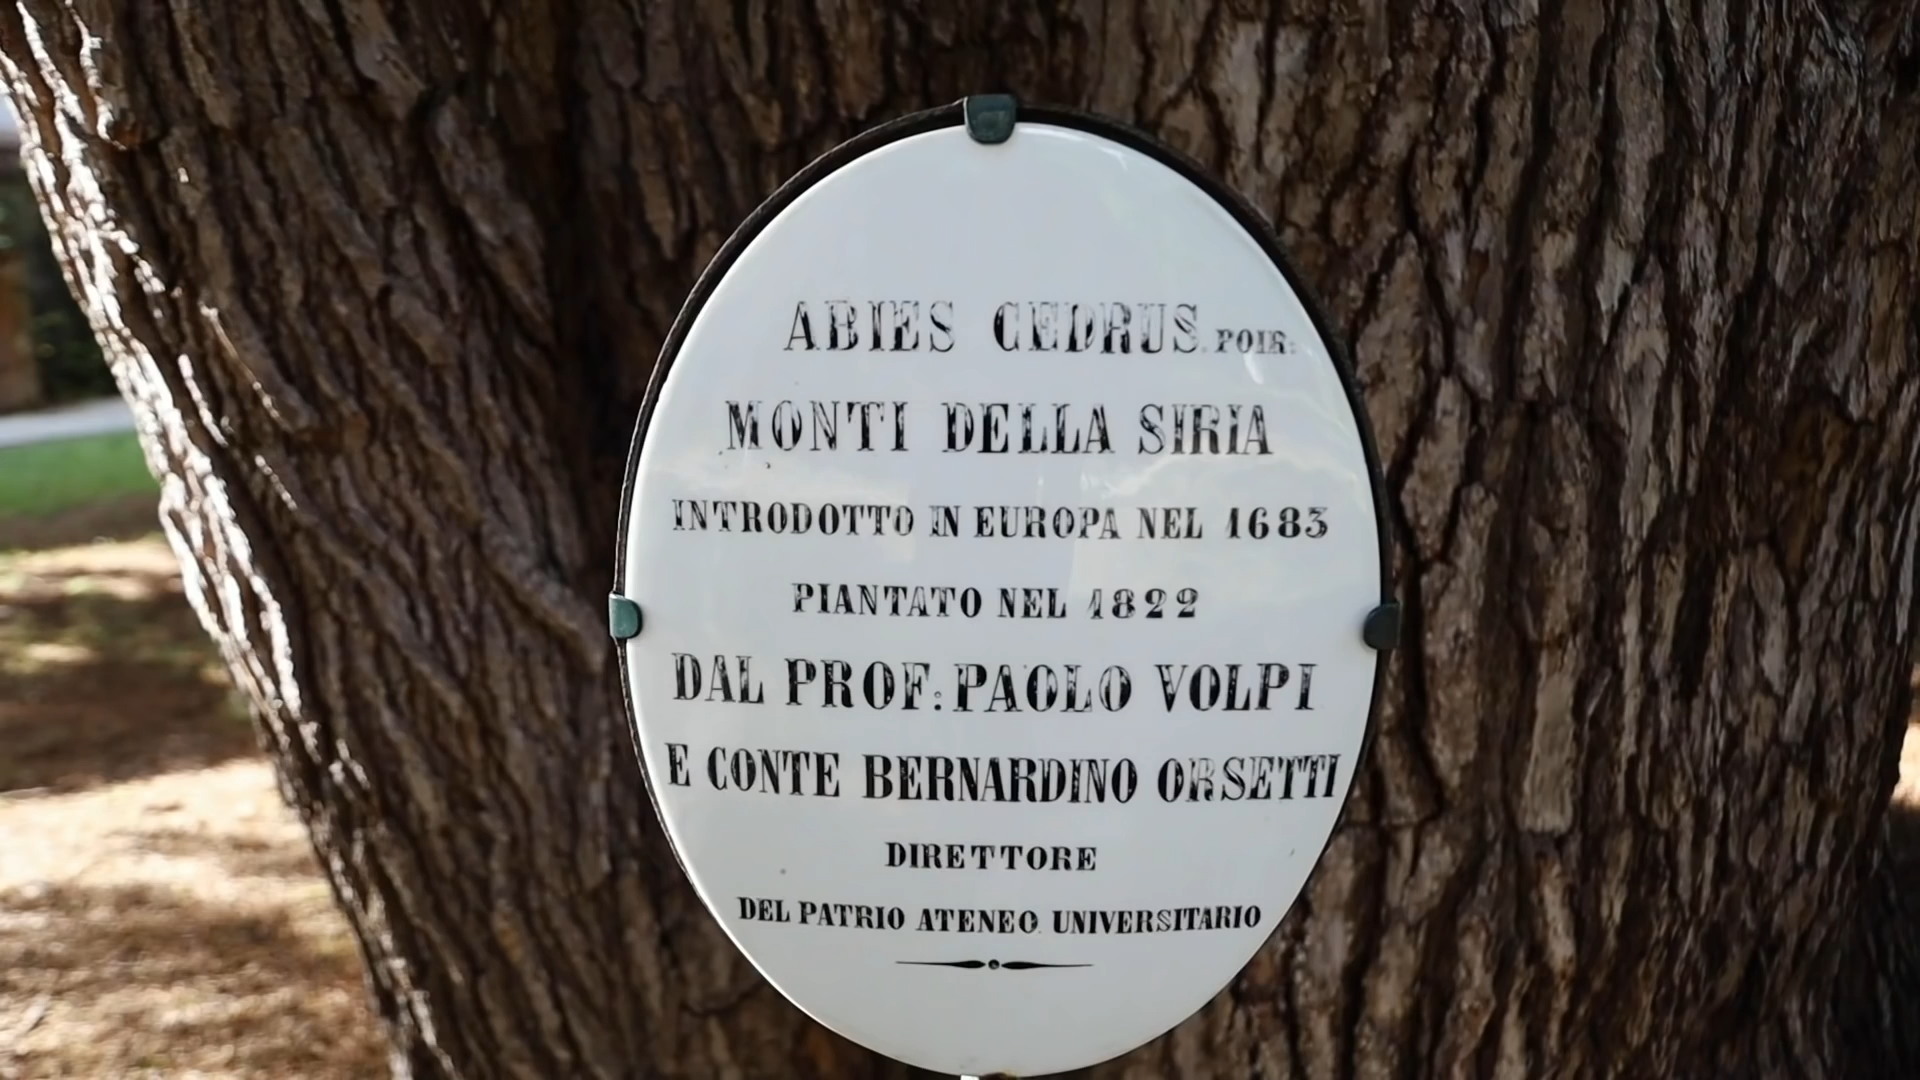 ABIES CEDRUS. POIR:
MONTI DELLA SIRIA
INTRODOTTO IN EUROPA NEL 1683
PIANTATO NEL 1822
DAL PROF: PAOLO VOLPI
E CONTE BERNARDINO ORSETTI
DIRETTORE
DEL PATRIO ATENEO UNIVERSITARIO